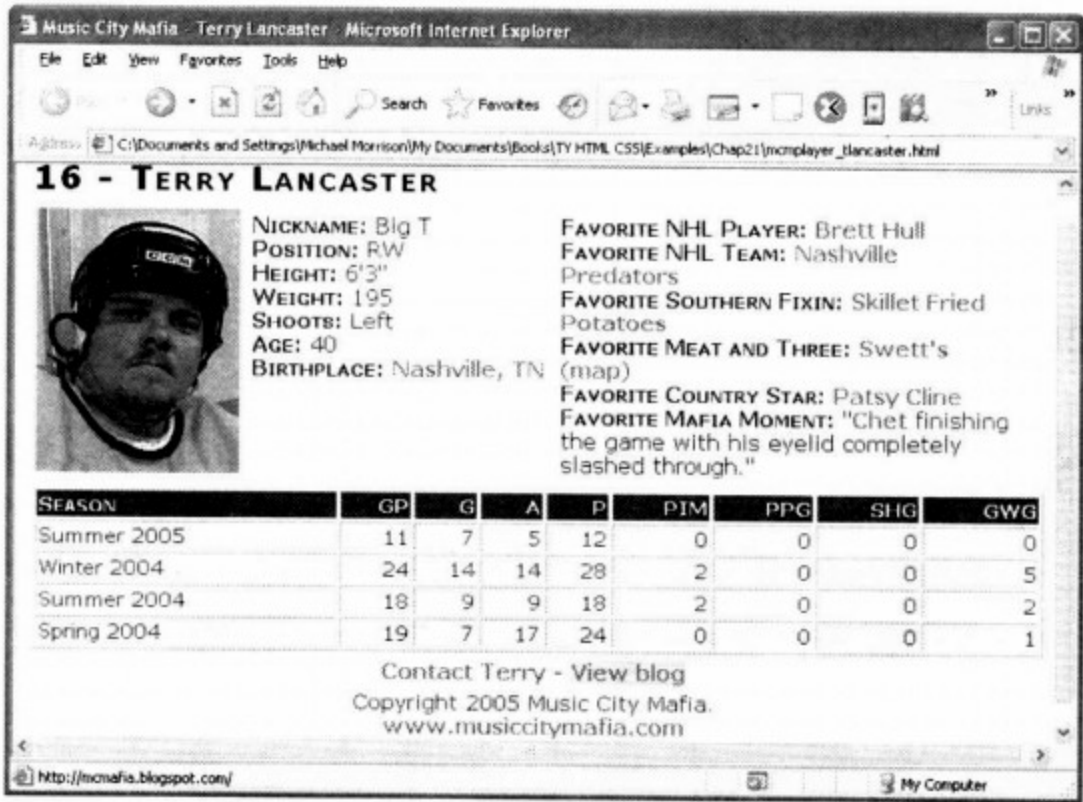 Music City Mafia - Terry Lancaster - Microsoft Internet Explorer
File Edit View Favorites Tools Help
Search Favorites Links
Address C:\Documents and Settings\Michael Morrison\My Documents\Books\TY HTML CSS\Examples\Chap21\mcmplayer_tlancaster.html
16 - TERRY LANCASTER
NICKNAME: Big T
POSITION: RW
HEIGHT: 6'3"
WEIGHT: 195
SHOOTS: Left
AGE: 40
BIRTHPLACE: Nashville, TN
FAVORITE NHL PLAYER: Brett Hull
FAVORITE NHL TEAM: Nashville
Predators
FAVORITE SOUTHERN FIXIN: Skillet Fried
Potatoes
FAVORITE MEAT AND THREE: Swett's
(map)
FAVORITE COUNTRY STAR: Patsy Cline
FAVORITE MAFIA MOMENT: "Chet finishing
the game with his eyelid completely
slashed through."
SEASON GP G A P PIM PPG SHG GWG
Summer 2005 11 7 5 12 0 0 0 0
Winter 2004 24 14 14 28 2 0 0 5
Summer 2004 18 9 9 18 2 0 0 2
Spring 2004 19 7 17 24 0 0 0 1
Contact Terry - View blog
Copyright 2005 Music City Mafia.
www.musiccitymafia.com
http://mcmafia.blogspot.com/ My Computer